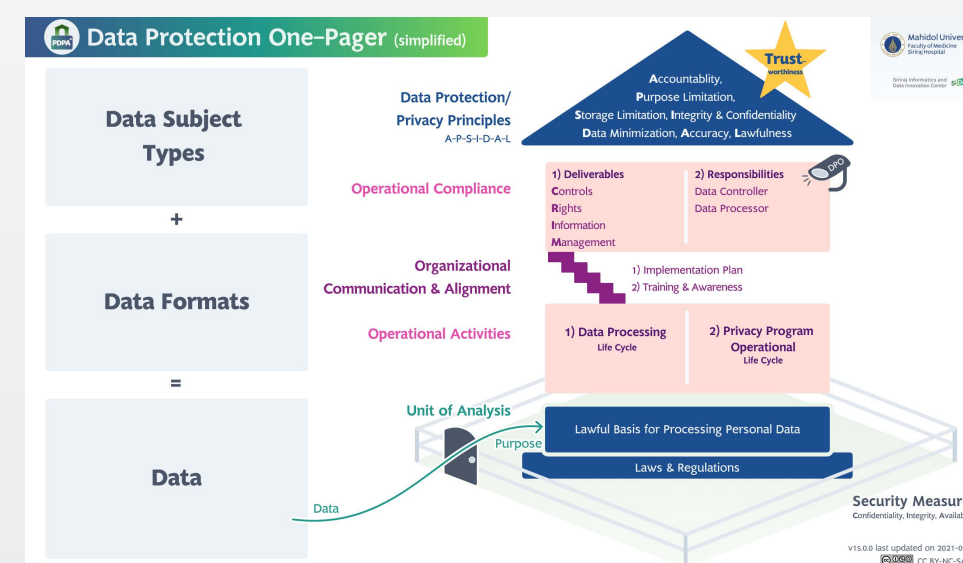 PDPA
Data Protection One-Pager (simplified)
Mahidol Univer
Faculty of Medicine
Siriraj Hospital
Siriraj Informatics and
Data Innovation Center
Data Subject
Types
+
Data Formats
=
Data
Data Protection/
Privacy Principles
A-P-S-I-D-A-L
Trust-
worthiness
Accountablity,
Purpose Limitation,
Storage Limitation, Integrity & Confidentiality
Data Minimization, Accuracy, Lawfulness
Operational Compliance
1) Deliverables
Controls
Rights
Information
Management
2) Responsibilities
Data Controller
Data Processor
DPO
Organizational
Communication & Alignment
1) Implementation Plan
2) Training & Awareness
Operational Activities
1) Data Processing
Life Cycle
2) Privacy Program
Operational
Life Cycle
Unit of Analysis
Purpose
Data
Lawful Basis for Processing Personal Data
Laws & Regulations
Security Measur
Confidentiality, Integrity, Availab
v15.0.0 last updated on 2021-0
CC BY-NC-SA